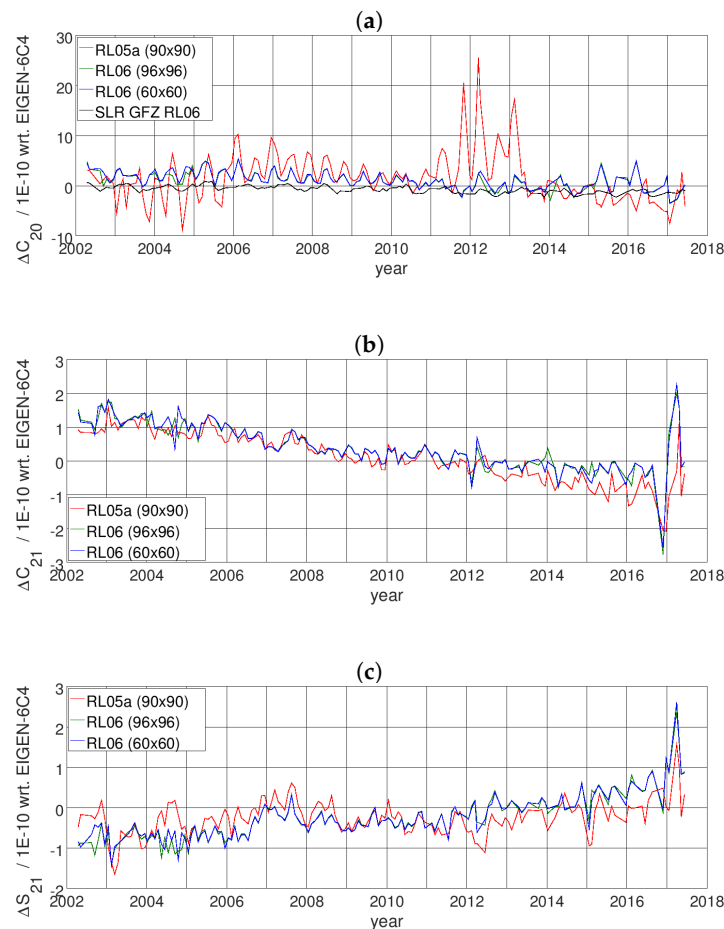 (a)
30
20
10
0
-10
ΔC20 / 1E-10 wrt. EIGEN-6C4
RL05a (90x90)
RL06 (96x96)
RL06 (60x60)
SLR GFZ RL06
2002 2004 2006 2008 2010 2012 2014 2016 2018
year
(b)
3
2
1
0
-1
-2
-3
ΔC21 / 1E-10 wrt. EIGEN-6C4
RL05a (90x90)
RL06 (96x96)
RL06 (60x60)
2002 2004 2006 2008 2010 2012 2014 2016 2018
year
(c)
3
2
1
0
-1
-2
ΔS21 / 1E-10 wrt. EIGEN-6C4
RL05a (90x90)
RL06 (96x96)
RL06 (60x60)
2002 2004 2006 2008 2010 2012 2014 2016 2018
year